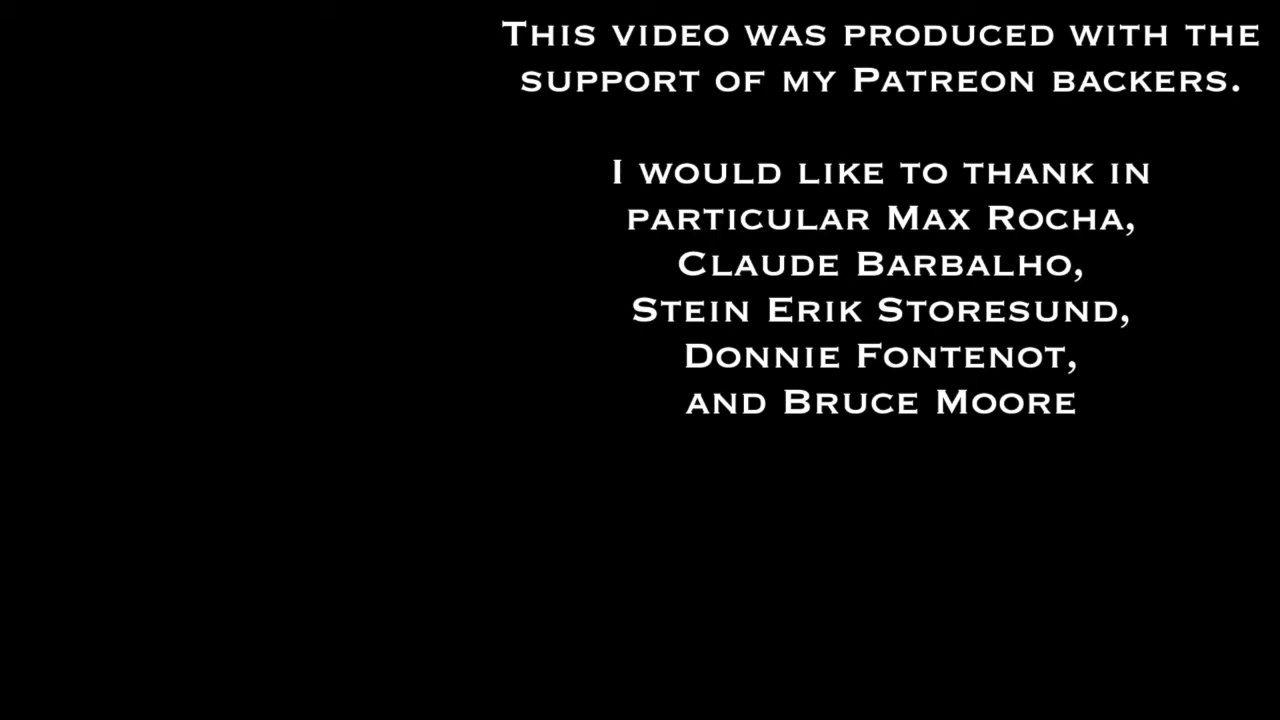 This video was produced with the
support of my Patreon backers.
I would like to thank in
particular Max Rocha,
Claude Barbalho,
Stein Erik Storesund,
Donnie Fontenot,
and Bruce Moore